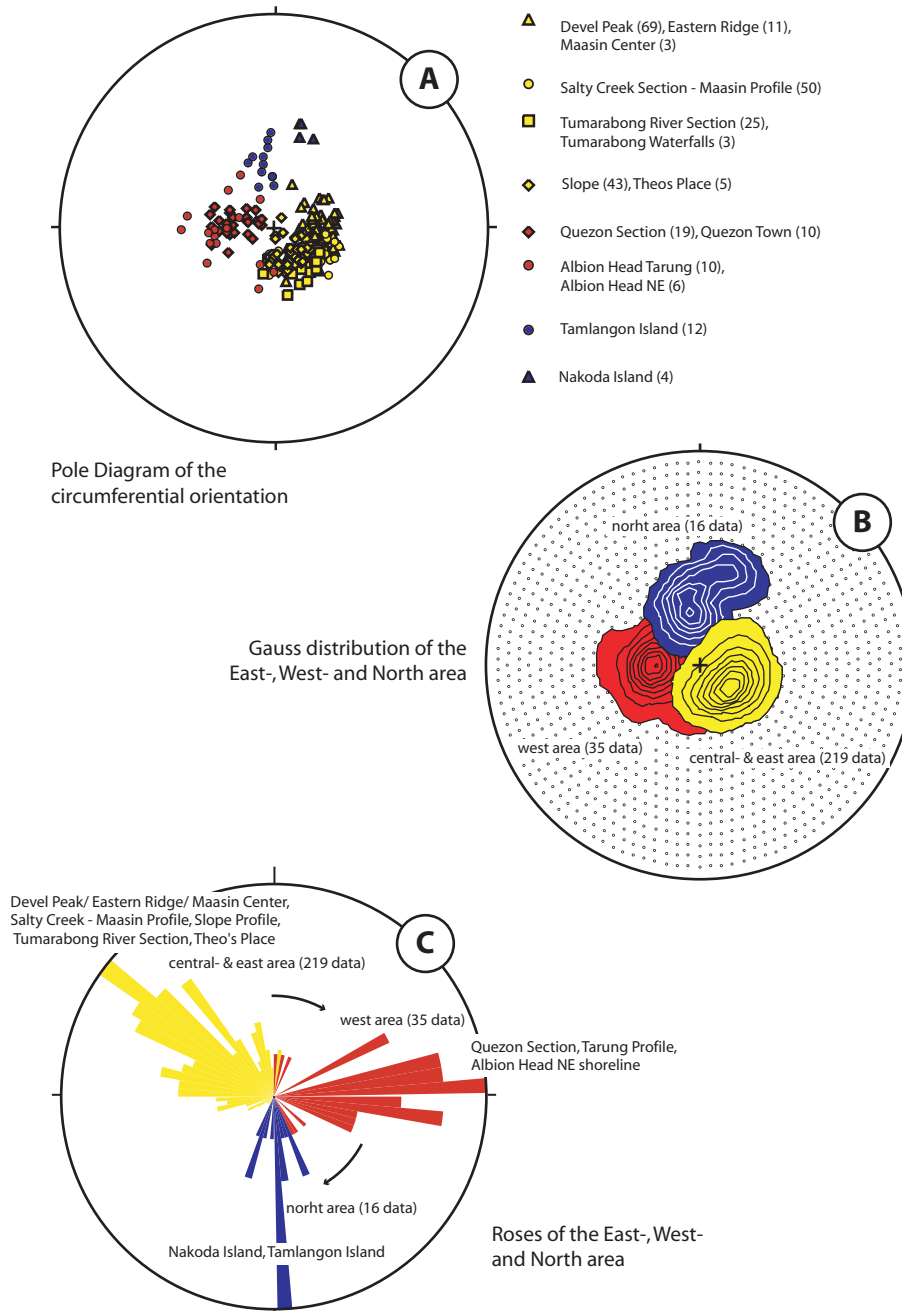 A
Devel Peak (69), Eastern Ridge (11),
Maasin Center (3)
Salty Creek Section - Maasin Profile (50)
Tumarabong River Section (25),
Tumarabong Waterfalls (3)
Slope (43), Theos Place (5)
Quezon Section (19), Quezon Town (10)
Albion Head Tarung (10),
Albion Head NE (6)
Tamlangon Island (12)
Nakoda Island (4)
Pole Diagram of the
circumferential orientation
B
norht area (16 data)
Gauss distribution of the
East-, West- and North area
west area (35 data)
central- & east area (219 data)
C
Devel Peak/ Eastern Ridge/ Maasin Center,
Salty Creek - Maasin Profile, Slope Profile,
Tumarabong River Section, Theo's Place
central- & east area (219 data)
west area (35 data)
Quezon Section, Tarung Profile,
Albion Head NE shoreline
norht area (16 data)
Nakoda Island, Tamlangon Island
Roses of the East-, West-
and North area